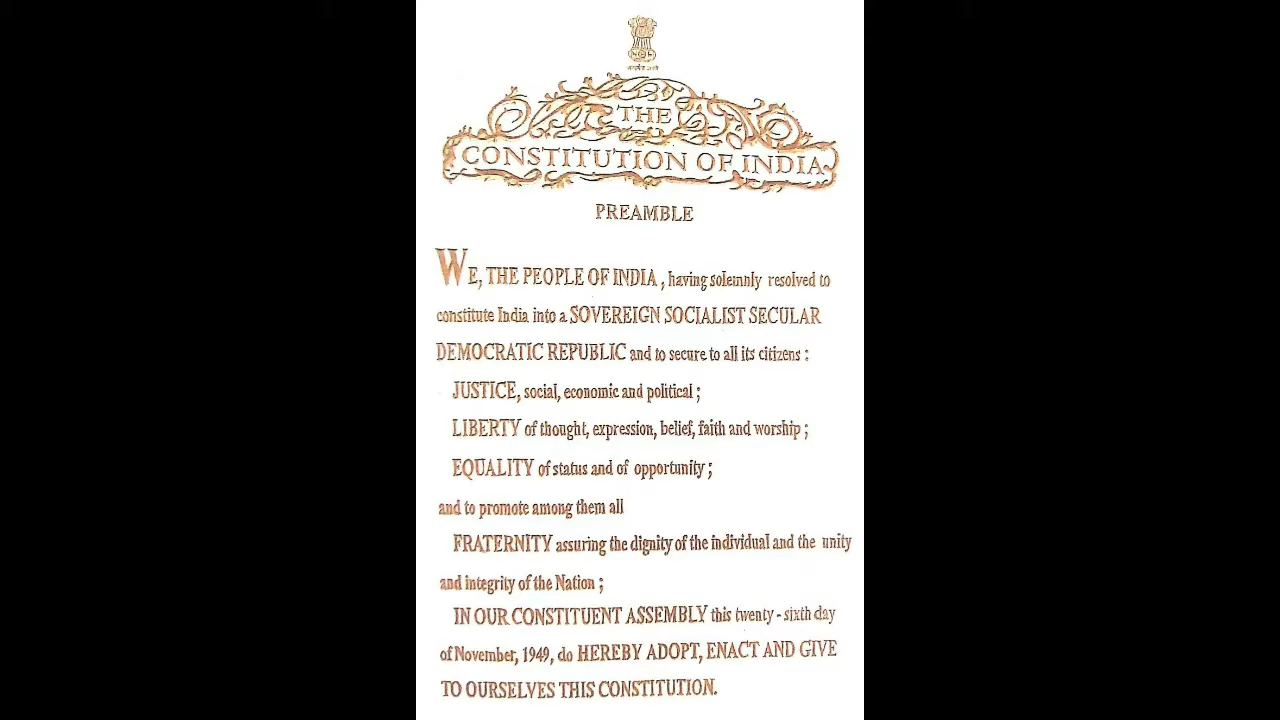 THE
CONSTITUTION OF INDIA
PREAMBLE
WE, THE PEOPLE OF INDIA , having solemnly resolved to
constitute India into a SOVEREIGN SOCIALIST SECULAR
DEMOCRATIC REPUBLIC and to secure to all its citizens :
JUSTICE, social, economic and political ;
LIBERTY of thought, expression, belief, faith and worship ;
EQUALITY of status and of opportunity ;
and to promote among them all
FRATERNITY assuring the dignity of the individual and the unity
and integrity of the Nation ;
IN OUR CONSTITUENT ASSEMBLY this twenty - sixth day
of November, 1949, do HEREBY ADOPT, ENACT AND GIVE
TO OURSELVES THIS CONSTITUTION.